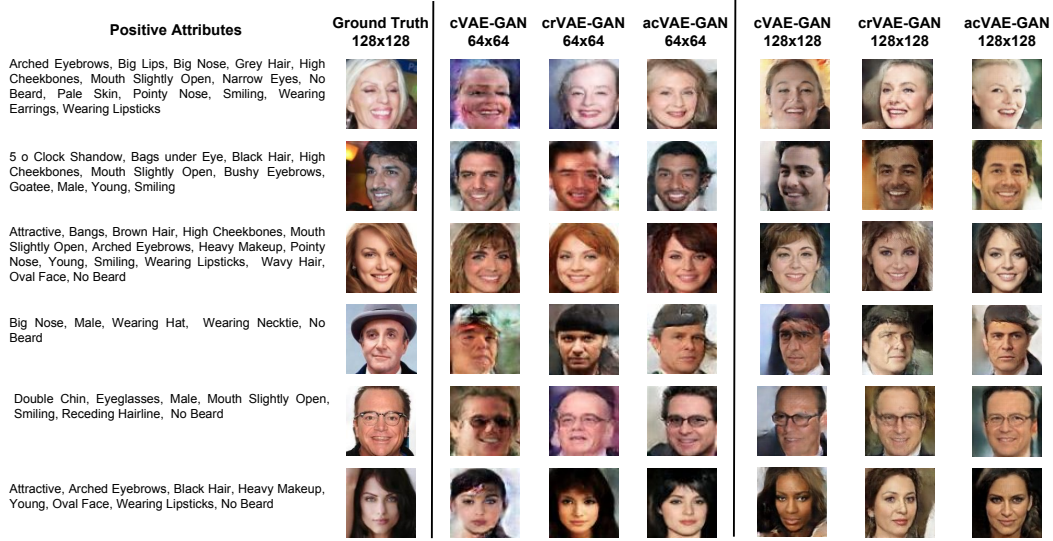 Positive Attributes
Ground Truth
128x128
cVAE-GAN
64x64
crVAE-GAN
64x64
acVAE-GAN
64x64
cVAE-GAN
128x128
crVAE-GAN
128x128
acVAE-GAN
128x128
Arched Eyebrows, Big Lips, Big Nose, Grey Hair, High
Cheekbones, Mouth Slightly Open, Narrow Eyes, No
Beard, Pale Skin, Pointy Nose, Smiling, Wearing
Earrings, Wearing Lipsticks
5 o Clock Shandow, Bags under Eye, Black Hair, High
Cheekbones, Mouth Slightly Open, Bushy Eyebrows,
Goatee, Male, Young, Smiling
Attractive, Bangs, Brown Hair, High Cheekbones, Mouth
Slightly Open, Arched Eyebrows, Heavy Makeup, Pointy
Nose, Young, Smiling, Wearing Lipsticks, Wavy Hair,
Oval Face, No Beard
Big Nose, Male, Wearing Hat, Wearing Necktie, No
Beard
Double Chin, Eyeglasses, Male, Mouth Slightly Open,
Smiling, Receding Hairline, No Beard
Attractive, Arched Eyebrows, Black Hair, Heavy Makeup,
Young, Oval Face, Wearing Lipsticks, No Beard